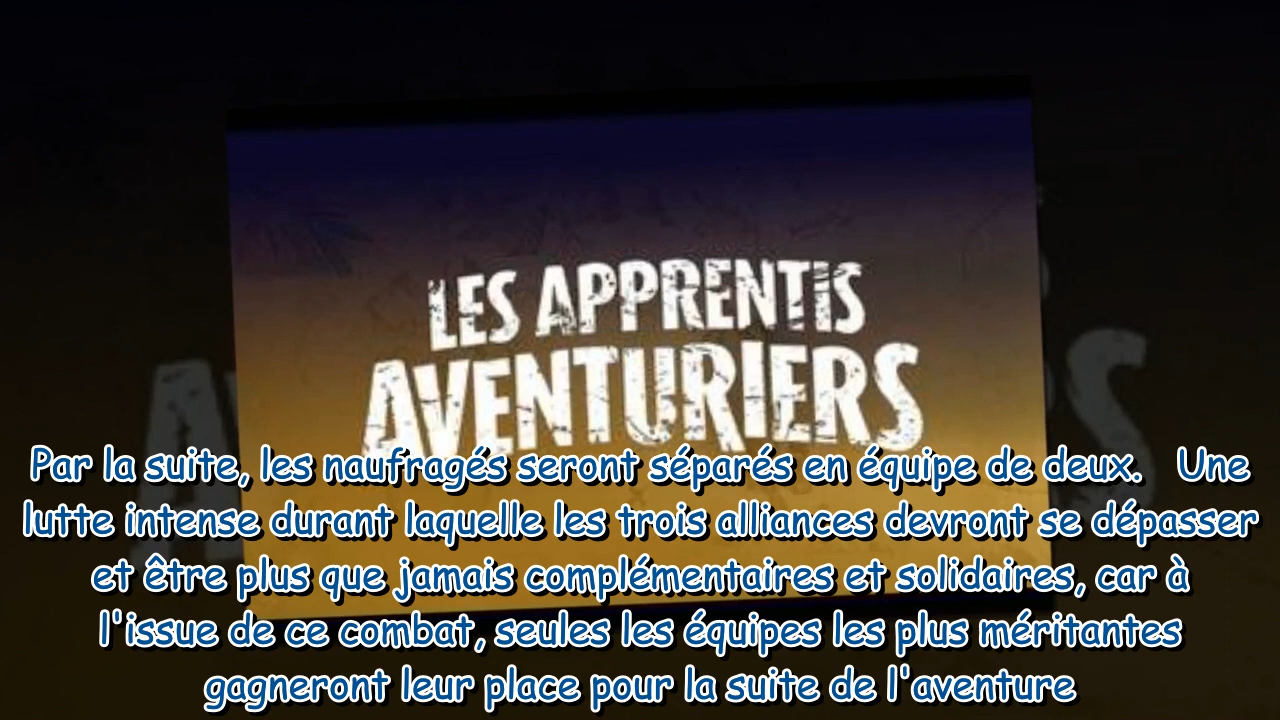 LES APPRENTIS
AVENTURIERS
Par la suite, les naufragés seront séparés en équipe de deux.   Une
lutte intense durant laquelle les trois alliances devront se dépasser
et être plus que jamais complémentaires et solidaires, car à
l'issue de ce combat, seules les équipes les plus méritantes
gagneront leur place pour la suite de l'aventure